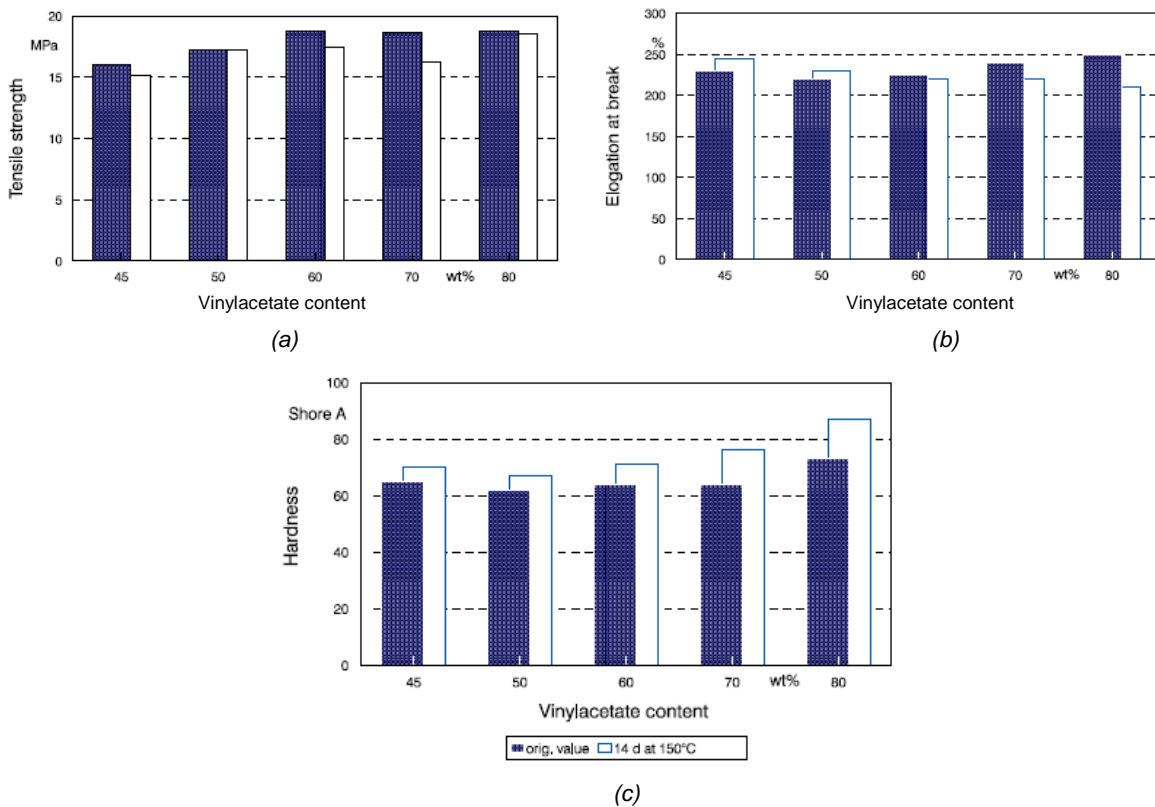 20
MPa
15
10
5
0
Tensile strength
45 50 60 70 wt% 80
Vinylacetate content
(a)
300
%
250
200
150
100
50
0
Elogation at break
45 50 60 70 wt% 80
Vinylacetate content
(b)
100
Shore A
80
60
40
20
0
Hardness
45 50 60 70 wt% 80
Vinylacetate content
orig. value 14 d at 150°C
(c)